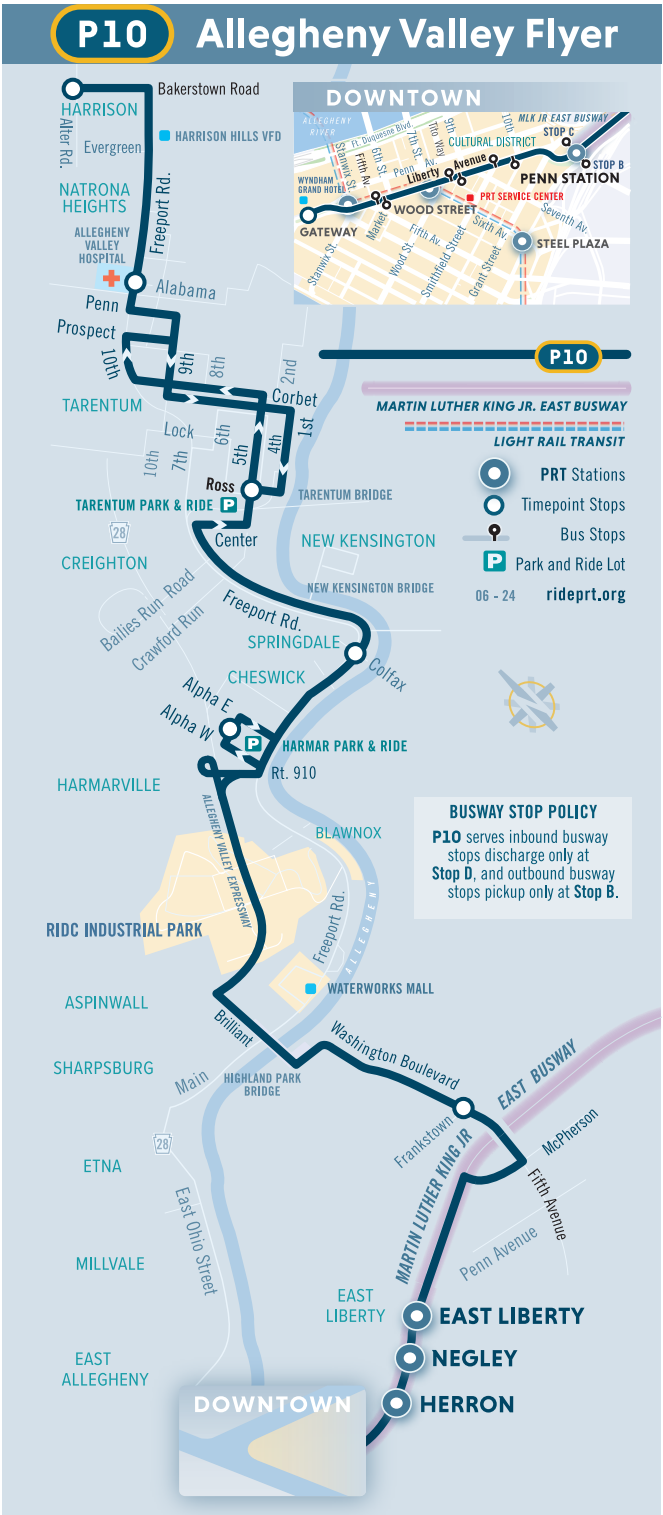 P10 Allegheny Valley Flyer
Bakerstown Road
HARRISON
Alter Rd.
Evergreen
HARRISON HILLS VFD
Freeport Rd.
NATRONA
HEIGHTS
ALLEGHENY
VALLEY
HOSPITAL
Alabama
Penn
Prospect
10th
9th
8th
2nd
Corbet
1st
TARENTUM
Lock
10th
7th
6th
5th
4th
Ross
TARENTUM PARK & RIDE P
TARENTUM BRIDGE
28
Center
CREIGHTON
NEW KENSINGTON
NEW KENSINGTON BRIDGE
Bailies Run Road
Crawford Run
Freeport Rd.
SPRINGDALE
Colfax
CHESWICK
Alpha E
Alpha W
P HARMAR PARK & RIDE
Rt. 910
HARMARVILLE
ALLEGHENY VALLEY EXPRESSWAY
BLAWNOX
RIDC INDUSTRIAL PARK
Freeport Rd.
ALLEGHENY
WATERWORKS MALL
ASPINWALL
Brilliant
Washington Boulevard
SHARPSBURG
Main
HIGHLAND PARK
BRIDGE
EAST BUSWAY
Frankstown
McPherson
28
MARTIN LUTHER KING JR
Fifth Avenue
ETNA
East Ohio Street
Penn Avenue
MILLVALE
EAST
LIBERTY
EAST LIBERTY
NEGLEY
EAST
ALLEGHENY
HERRON
DOWNTOWN
DOWNTOWN
ALLEGHENY
RIVER
Ft. Duquesne Blvd.
Stanwix St.
Fifth Av.
6th St.
7th St.
Tito Way
9th
10th
MLK JR EAST BUSWAY
STOP C
CULTURAL DISTRICT
Penn Av.
Liberty Avenue
STOP B
PENN STATION
WYNDHAM
GRAND HOTEL
PRT SERVICE CENTER
WOOD STREET
GATEWAY
Market
Sixth Av.
Seventh Av.
STEEL PLAZA
Stanwix St.
Wood St.
Fifth Av.
Smithfield Street
Grant Street
P10
MARTIN LUTHER KING JR. EAST BUSWAY
LIGHT RAIL TRANSIT
PRT Stations
Timepoint Stops
Bus Stops
P Park and Ride Lot
06 - 24 rideprt.org
N
BUSWAY STOP POLICY
P10 serves inbound busway
stops discharge only at
Stop D, and outbound busway
stops pickup only at Stop B.